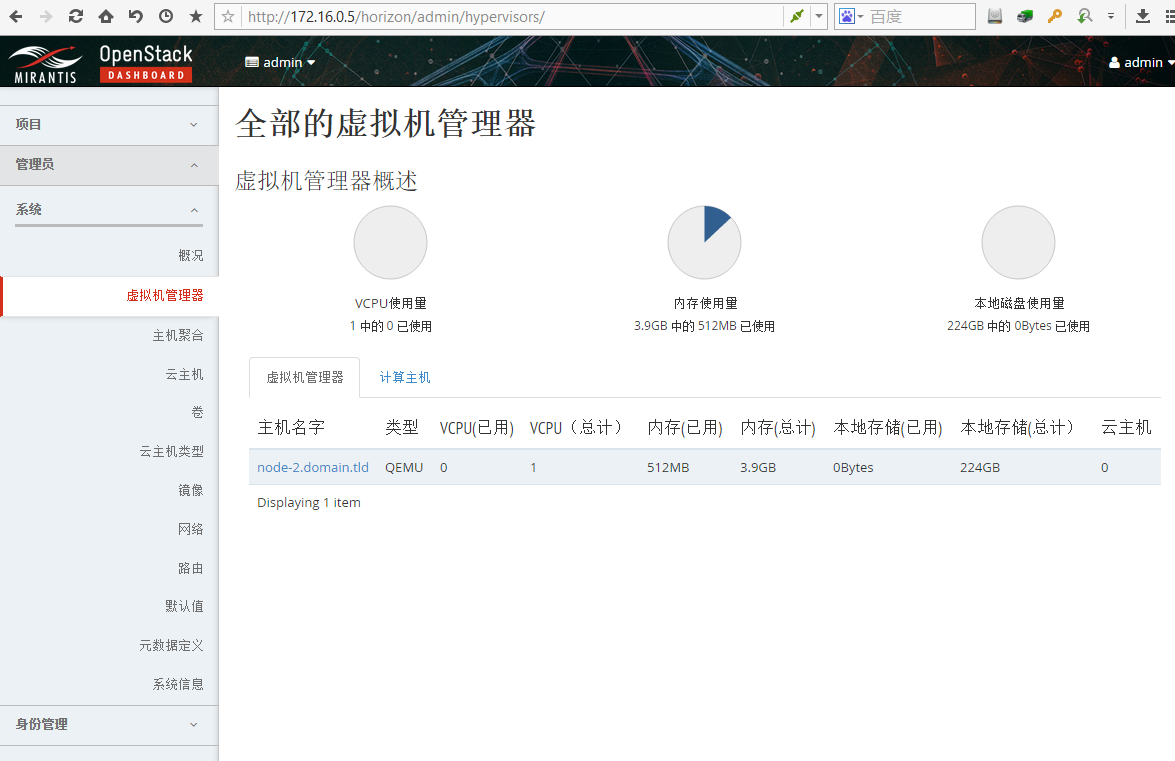 http://172.16.0.5/horizon/admin/hypervisors/
百度
MIRANTIS
OpenStack
DASHBOARD
admin
admin
项目
管理员
系统
概况
虚拟机管理器
主机聚合
云主机
卷
云主机类型
镜像
网络
路由
默认值
元数据定义
系统信息
身份管理
全部的虚拟机管理器
虚拟机管理器概述
VCPU使用量
1 中的 0 已使用
内存使用量
3.9GB 中的 512MB 已使用
本地磁盘使用量
224GB 中的 0Bytes 已使用
虚拟机管理器 计算主机
主机名字 类型 VCPU(已用) VCPU（总计） 内存(已用) 内存(总计) 本地存储(已用) 本地存储(总计） 云主机
node-2.domain.tld QEMU 0 1 512MB 3.9GB 0Bytes 224GB 0
Displaying 1 item